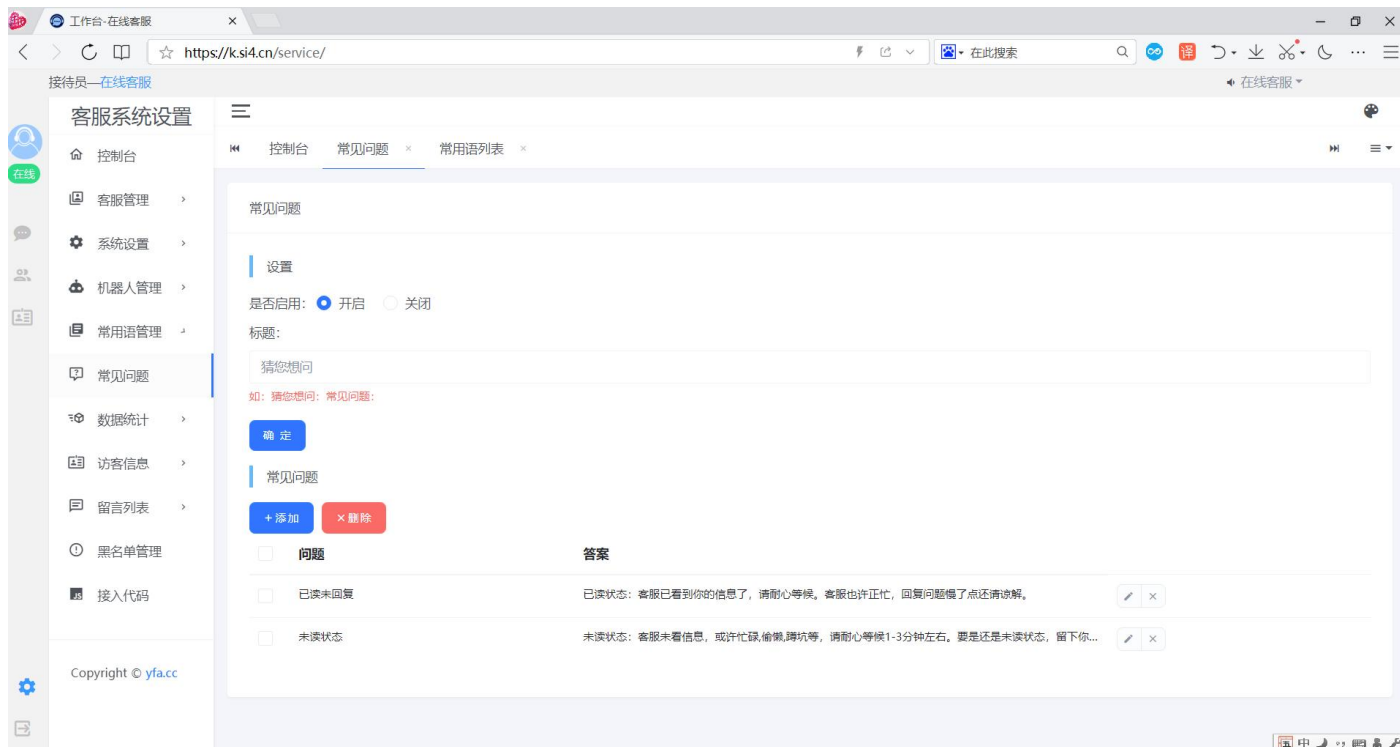 工作台-在线客服
https://k.si4.cn/service/
在此搜索
译
接待员—在线客服
在线客服
客服系统设置
在线
控制台
常见问题
常用语列表
控制台
客服管理
系统设置
机器人管理
常用语管理
常见问题
数据统计
访客信息
留言列表
黑名单管理
JS
接入代码
Copyright © yfa.cc
常见问题
设置
是否启用: 开启 关闭
标题:
猜您想问
如: 猜您想问: 常见问题:
确 定
常见问题
+添加
×删除
问题 答案
已读未回复 已读状态: 客服已看到你的信息了, 请耐心等候。客服也许正忙, 回复问题慢了点还请谅解。
未读状态 未读状态: 客服未看信息, 或许忙碌,偷懒,蹲坑等, 请耐心等候1-3分钟左右。要是还是未读状态, 留下你...
五 中